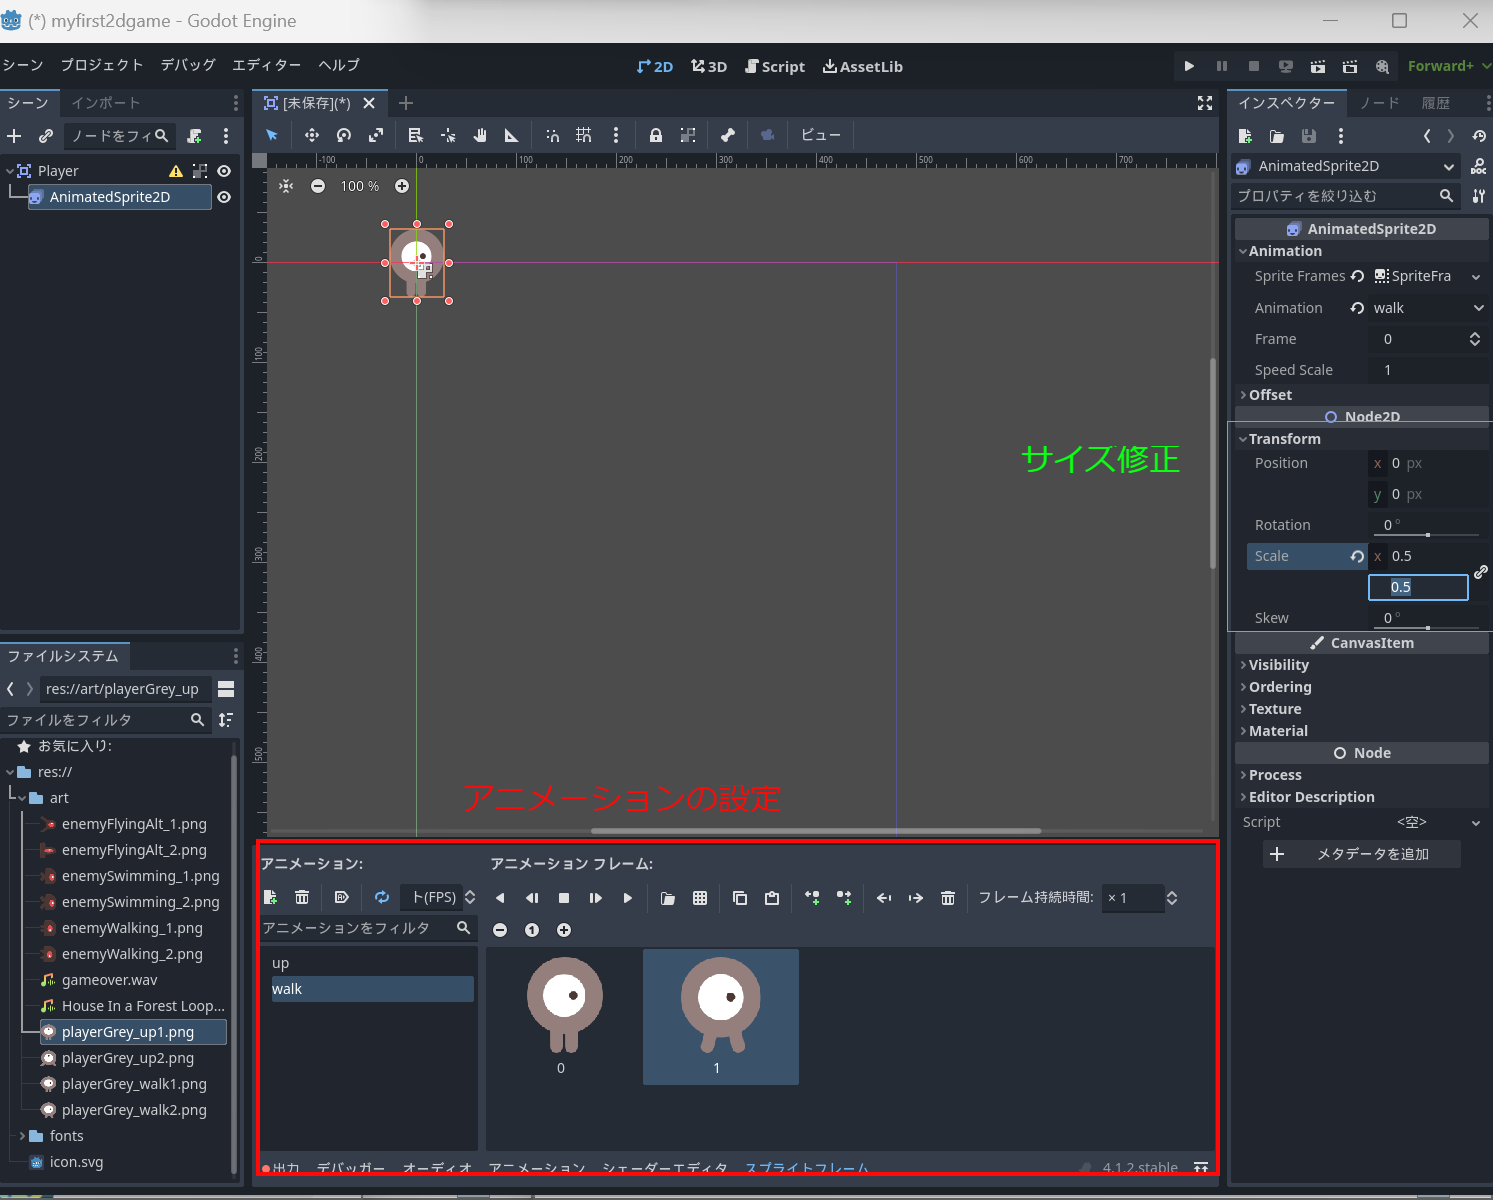 (*) myfirst2dgame - Godot Engine
シーン プロジェクト デバッグ エディター ヘルプ
2D 3D Script AssetLib
Forward+
シーン インポート
ノードをフィ
Player
AnimatedSprite2D
[未保存](*)
ビュー
-100 0 100 200 300 400 500 600 700
100 %
0
100
200
300
400
500
サイズ修正
アニメーションの設定
インスペクター ノード 履歴
AnimatedSprite2D
プロパティを絞り込む
AnimatedSprite2D
Animation
Sprite Frames SpriteFra
Animation walk
Frame 0
Speed Scale 1
Offset
Node2D
Transform
Position x 0 px
y 0 px
Rotation 0 °
Scale x 0.5
0.5
Skew 0 °
CanvasItem
Visibility
Ordering
Texture
Material
Node
Process
Editor Description
Script <空>
メタデータを追加
ファイルシステム
res://art/playerGrey_up
ファイルをフィルタ
お気に入り:
res://
art
enemyFlyingAlt_1.png
enemyFlyingAlt_2.png
enemySwimming_1.png
enemySwimming_2.png
enemyWalking_1.png
enemyWalking_2.png
gameover.wav
House In a Forest Loop...
playerGrey_up1.png
playerGrey_up2.png
playerGrey_walk1.png
playerGrey_walk2.png
fonts
icon.svg
アニメーション: アニメーション フレーム:
ト(FPS) フレーム持続時間: × 1
アニメーションをフィルタ 1
up
walk
0 1
出力 デバッガー オーディオ アニメーション シェーダーエディタ スプライトフレーム 4.1.2.stable